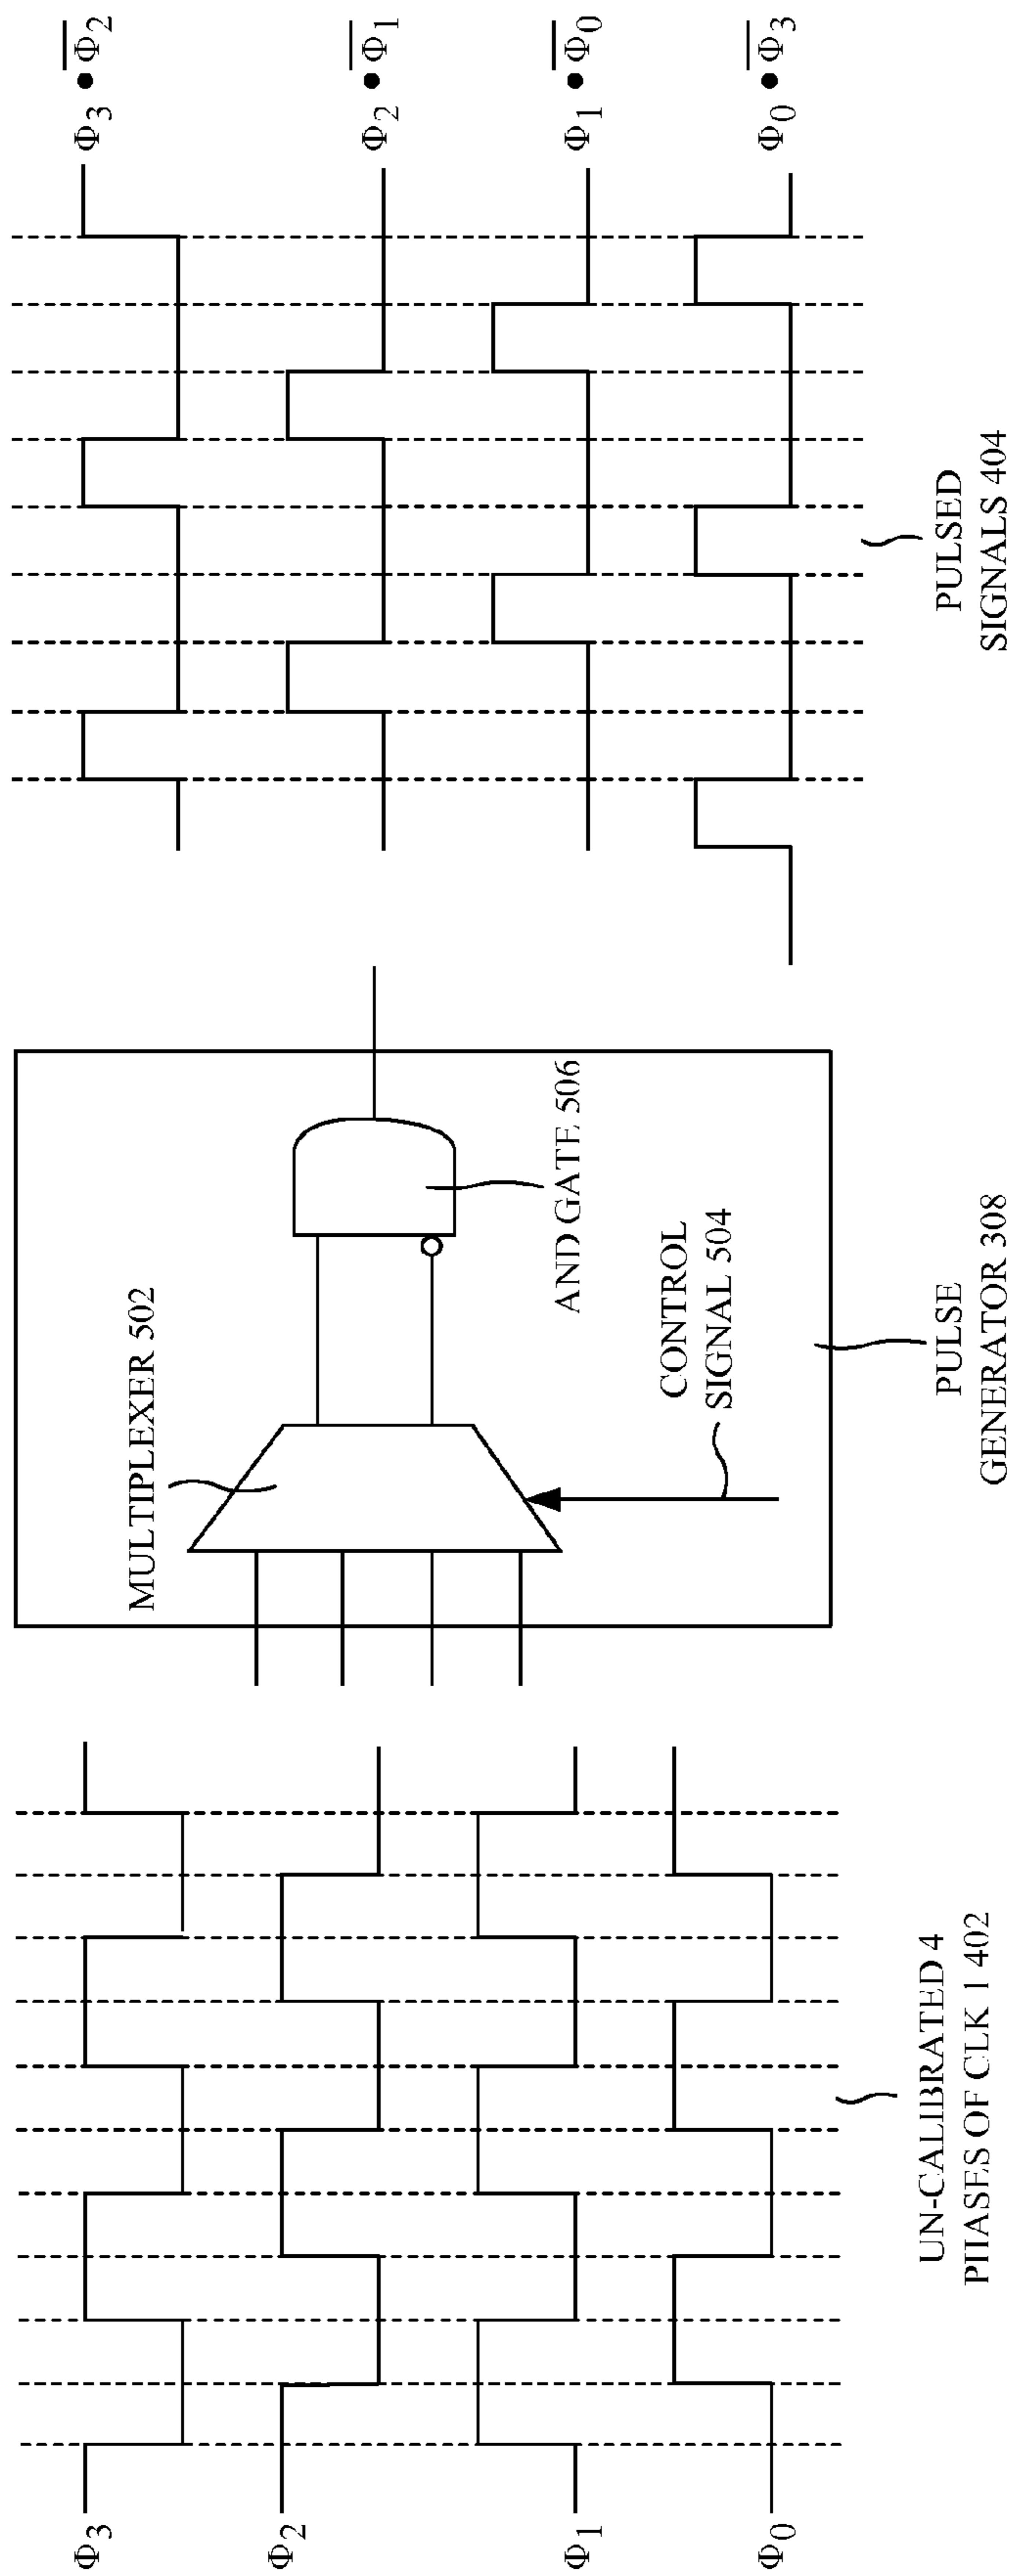 Φ3
Φ2
Φ1
Φ0
UN-CALIBRATED 4
PHASES OF CLK 1 402
MULTIPLEXER 502
AND GATE 506
CONTROL
SIGNAL 504
PULSE
GENERATOR 308
Φ₃ • Φ̅₂
Φ₂ • Φ̅₁
Φ₁ • Φ̅₀
Φ₀ • Φ̅₃
PULSED
SIGNALS 404